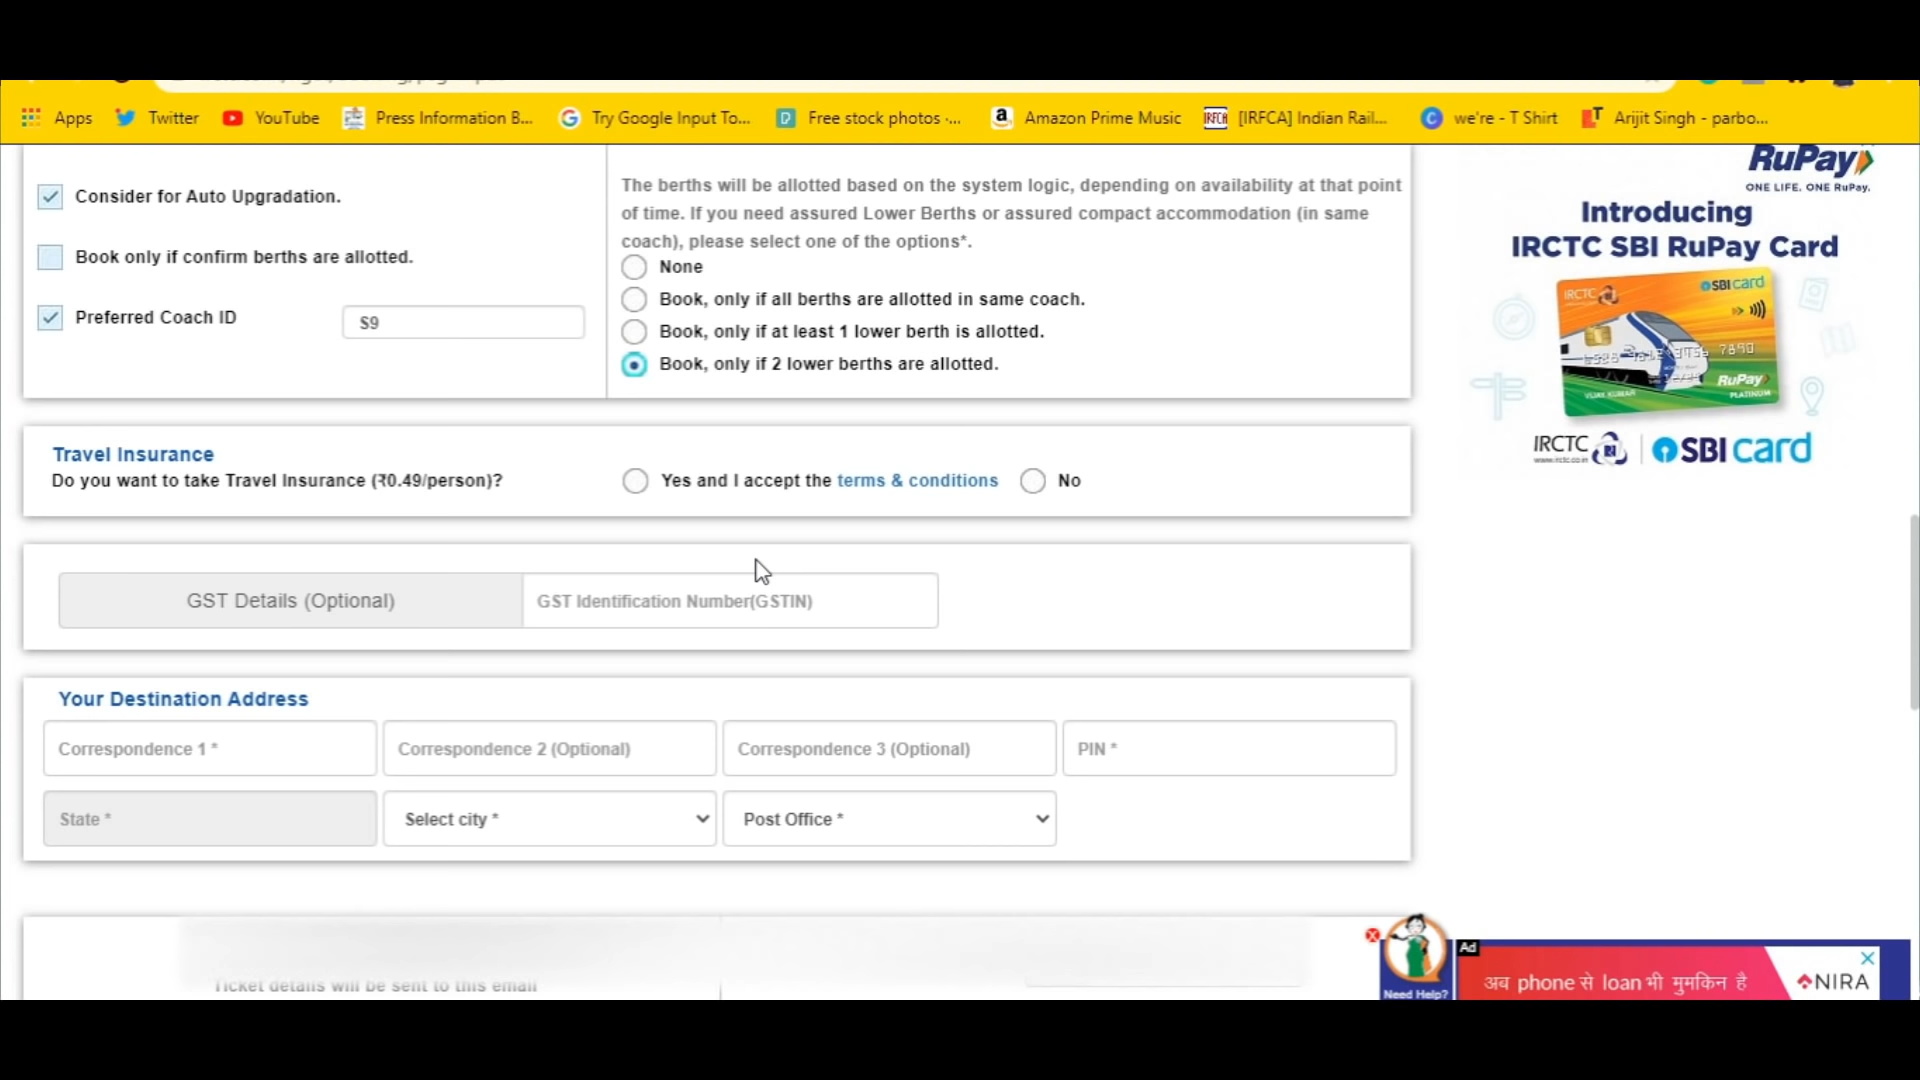 Apps
Twitter
YouTube
Press Information B...
Try Google Input To...
Free stock photos ·...
Amazon Prime Music
[IRFCA] Indian Rail...
we're - T Shirt
Arijit Singh - parbo...
Consider for Auto Upgradation.
Book only if confirm berths are allotted.
Preferred Coach ID
S9
The berths will be allotted based on the system logic, depending on availability at that point
of time. If you need assured Lower Berths or assured compact accommodation (in same
coach), please select one of the options*.
None
Book, only if all berths are allotted in same coach.
Book, only if at least 1 lower berth is allotted.
Book, only if 2 lower berths are allotted.
RuPay
ONE LIFE. ONE RuPay.
Introducing
IRCTC SBI RuPay Card
IRCTC
SBI card
7890
VIJAY KUMAR
RuPay
PLATINUM
IRCTC
www.irctc.co.in
SBI card
Travel Insurance
Do you want to take Travel Insurance (₹0.49/person)?
Yes and I accept the terms & conditions
No
GST Details (Optional)
GST Identification Number(GSTIN)
Your Destination Address
Correspondence 1 *
Correspondence 2 (Optional)
Correspondence 3 (Optional)
PIN *
State *
Select city *
Post Office *
Ticket details will be sent to this email
Need Help?
Ad
अब phone से loan भी मुमकिन है
NIRA